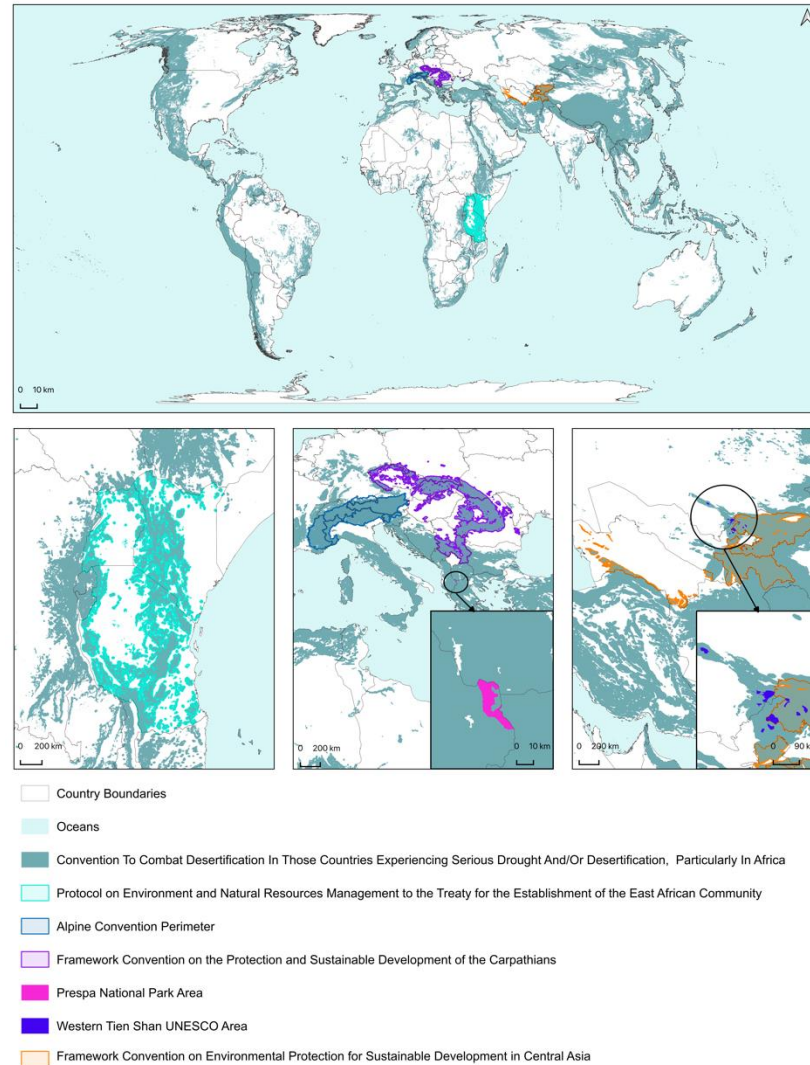 0 10 km
0 200 km
0 200 km
0 10 km
0 200 km
0 90 km
Country Boundaries
Oceans
Convention To Combat Desertification In Those Countries Experiencing Serious Drought And/Or Desertification, Particularly In Africa
Protocol on Environment and Natural Resources Management to the Treaty for the Establishment of the East African Community
Alpine Convention Perimeter
Framework Convention on the Protection and Sustainable Development of the Carpathians
Prespa National Park Area
Western Tien Shan UNESCO Area
Framework Convention on Environmental Protection for Sustainable Development in Central Asia